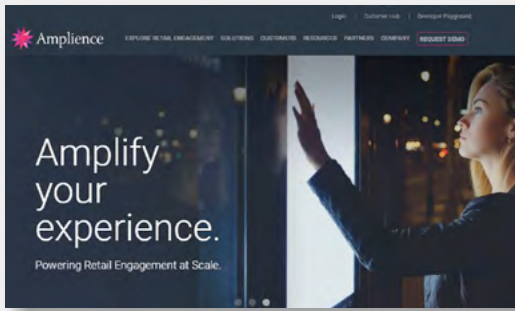 Login | Customer Hub | Developer Playground
Amplience EXPLORE RETAIL ENGAGEMENT SOLUTIONS CUSTOMERS RESOURCES PARTNERS COMPANY REQUEST DEMO
Amplify
your
experience.
Powering Retail Engagement at Scale.